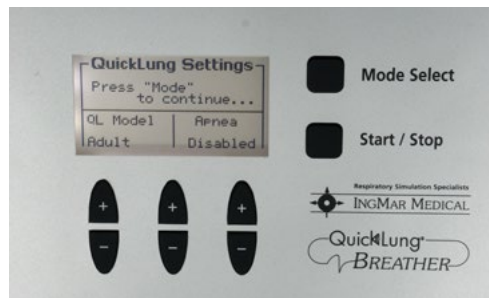 QuickLung Settings
Press "Mode"
to continue...
QL Model Apnea
Adult Disabled
Mode Select
Start / Stop
+ + +
- - -
Respiratory Simulation Specialists
INGMAR MEDICAL
QuickLung®
BREATHER